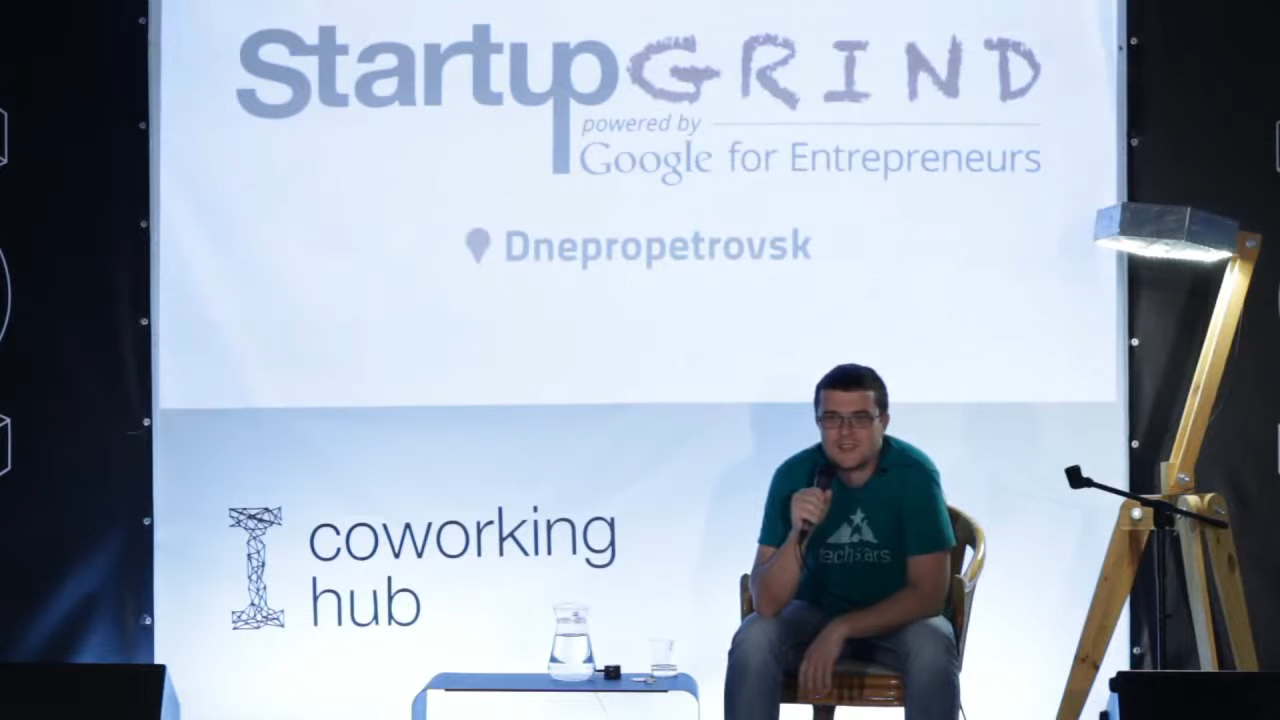 Startup GRIND
powered by
Google for Entrepreneurs
Dnepropetrovsk
coworking
hub
techstars